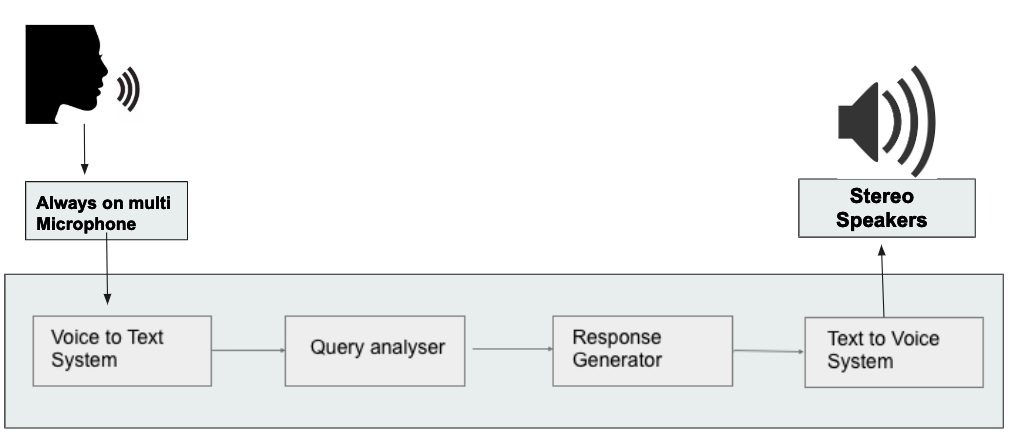 Always on multi
Microphone
Stereo
Speakers
Voice to Text
System
Query analyser
Response
Generator
Text to Voice
System